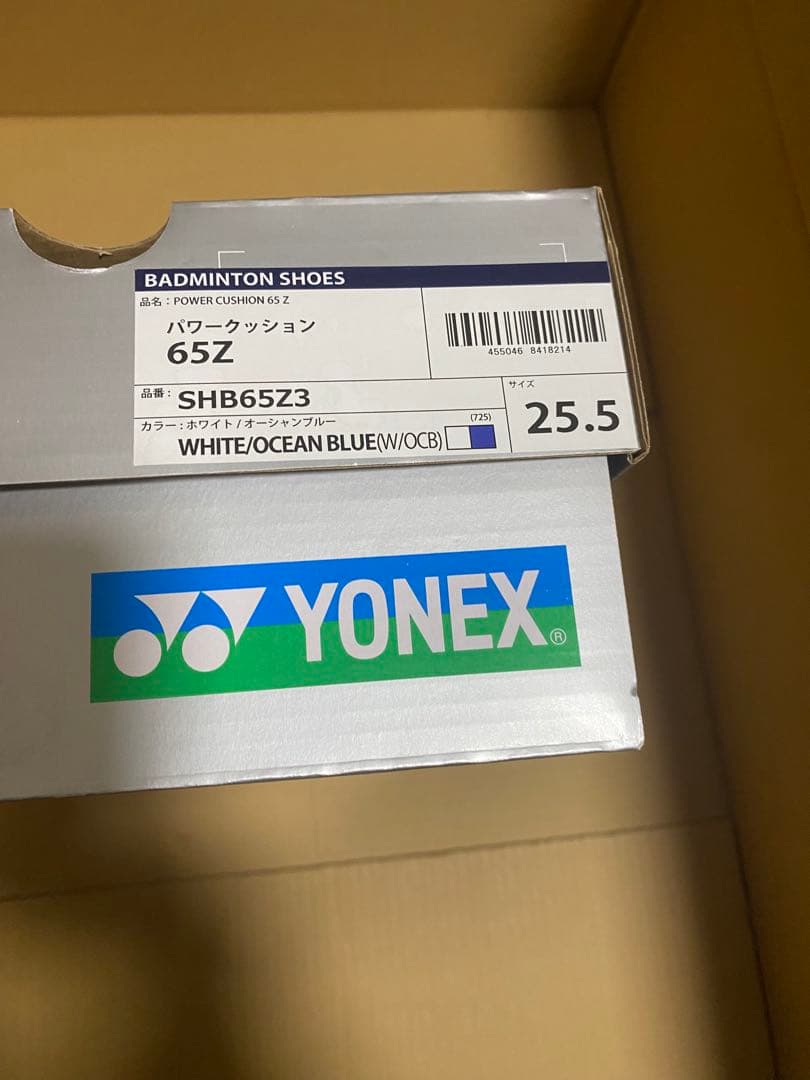 BADMINTON SHOES
品名：POWER CUSHION 65 Z
パワークッション
65Z
455046 8418214
品番： SHB65Z3
サイズ
25.5
カラー：ホワイト / オーシャンブルー
(725)
WHITE/OCEAN BLUE(W/OCB)
YONEX®